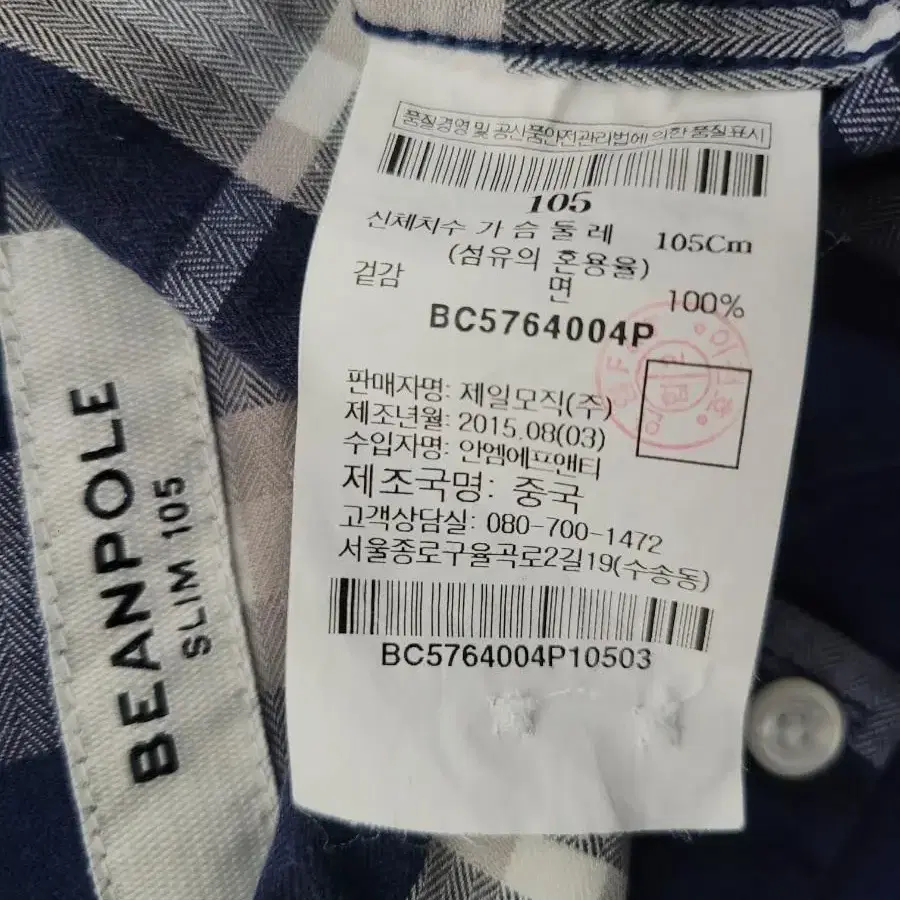 품질경영 및 공산품안전관리법에 의한 품질표시
105
신체치수 가 슴 둘 레 105Cm
(섬유의 혼용율)
겉감 면 100%
BC5764004P
판매자명: 제일모직(주)
제조년월: 2015.08(03)
수입자명: 안엠에프앤티
제조국명: 중국
고객상담실: 080-700-1472
서울종로구율곡로2길19(수송동)
BC5764004P10503
BEANPOLE
SLIM 105